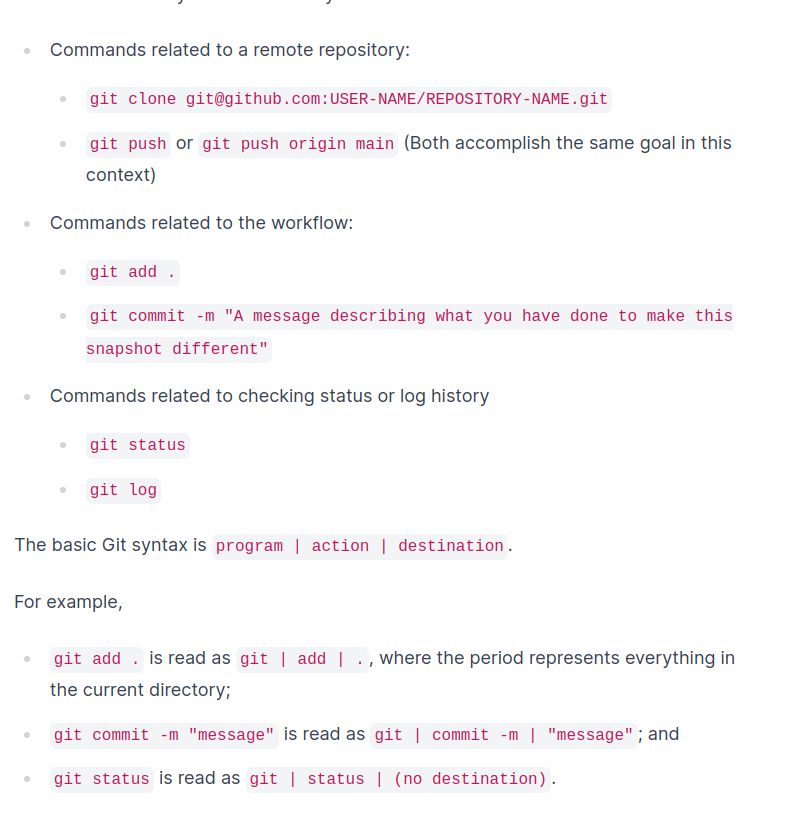 Commands related to a remote repository:
git clone git@github.com:USER-NAME/REPOSITORY-NAME.git
git push or git push origin main (Both accomplish the same goal in this
context)
Commands related to the workflow:
git add .
git commit -m "A message describing what you have done to make this
snapshot different"
Commands related to checking status or log history
git status
git log
The basic Git syntax is program | action | destination.
For example,
git add . is read as git | add | ., where the period represents everything in
the current directory;
git commit -m "message" is read as git | commit -m | "message"; and
git status is read as git | status | (no destination).